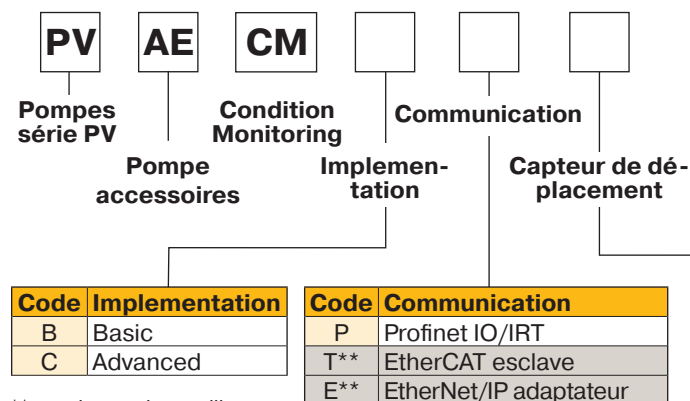 PV AE CM
Pompes série PV
Condition Monitoring
Communication
Pompe accessoires
Implemen-
tation
Capteur de dé-
placement
Code Implementation
B Basic
C Advanced
Code Communication
P Profinet IO/IRT
T** EtherCAT esclave
E** EtherNet/IP adaptateur